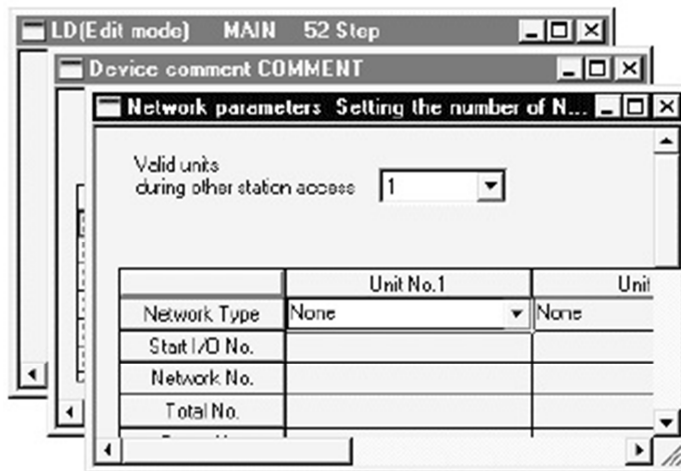 LD(Edit mode) MAIN 52 Step
Device comment COMMENT
Network parameters Setting the number of N...
Valid units
during other station access 1
Unit No.1 Unit
Network Type None None
Start I/O No.
Network No.
Total No.